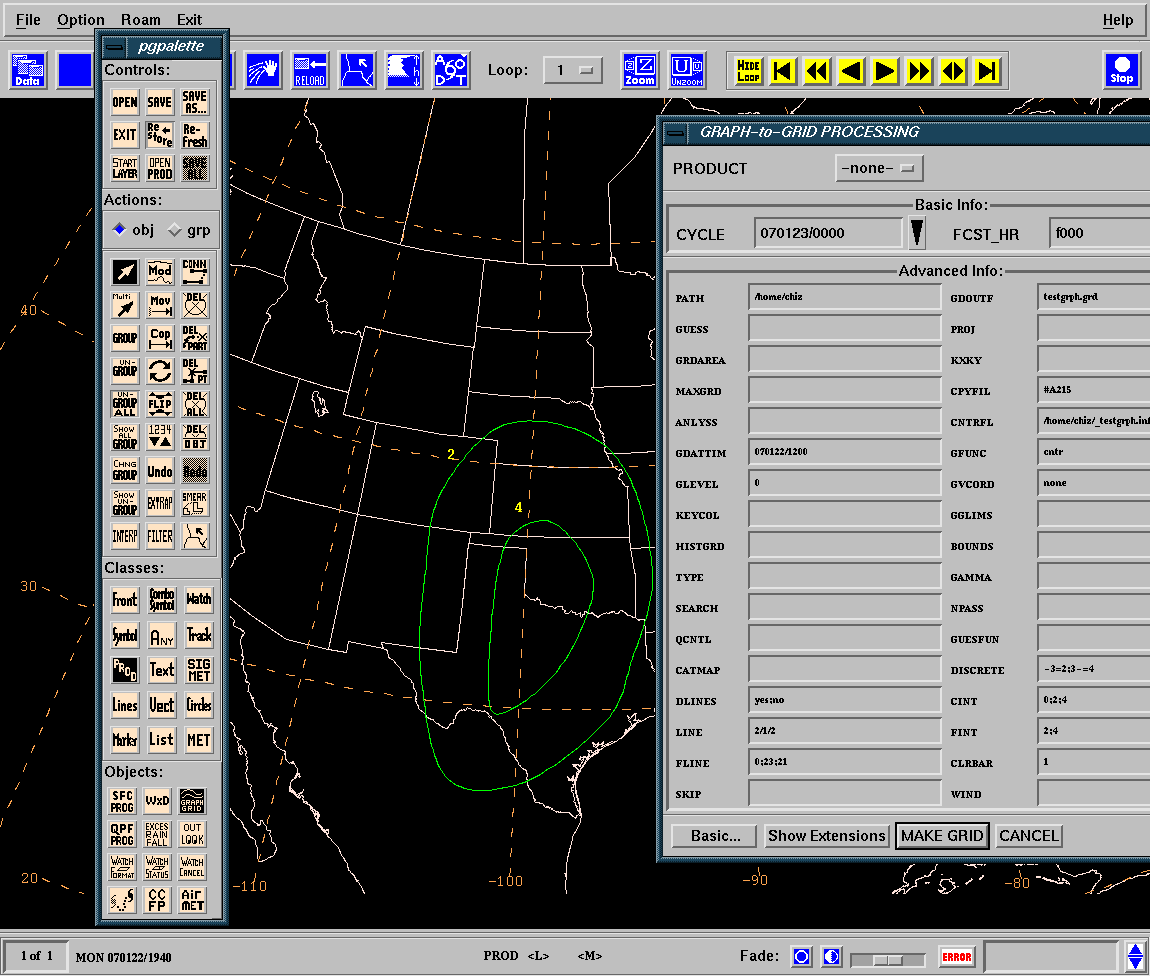 File Option Roam Exit Help
pgpalette
Controls:
Data
RELOAD
Loop: 1
Zoom
UNZOOM
HIDE LOOP
Stop
OPEN SAVE SAVE AS...
EXIT Re store Re- fresh
START LAYER OPEN PROD SAVE ALL
Actions:
obj grp
Mod CONN
Multi Mov DEL
GROUP Cop DEL PART
UN- GROUP DEL PT
UN- GROUP ALL FLIP DEL ALL
SHOW ALL GROUP 1234 DEL OBJ
CHNG GROUP Undo Redo
SHOW UN- GROUP EXTRAP SMEAR
INTERP FILTER
Classes:
Front Combo Symbol Watch
Symbol ANY Track
PROD Text SIG MET
Lines Vect Circles
Marker List MET
Objects:
SFC PROG WxD GRAPH GRID
QPF PROG EXCES RAIN FALL OUT LOOK
WATCH FORMAT WATCH STATUS WATCH CANCEL
CC FP Air MET
GRAPH-to-GRID PROCESSING
PRODUCT -none-
Basic Info:
CYCLE 070123/0000 FCST_HR f000
Advanced Info:
PATH /home/chiz GDOUTF testgrph.grd
GUESS PROJ
GRDAREA KXKY
MAXGRD CPYFIL #A215
ANLYSS CNTRFL /home/chiz/_testgrph.inf
GDATTIM 070122/1200 GFUNC cntr
GLEVEL 0 GVCORD none
KEYCOL GGLIMS
HISTGRD BOUNDS
TYPE GAMMA
SEARCH NPASS
QCNTL GUESFUN
CATMAP DISCRETE -3=2;3-=4
DLINES yes;no CINT 0;2;4
LINE 2/1/2 FINT 2;4
FLINE 0;23;21 CLRBAR 1
SKIP WIND
Basic... Show Extensions MAKE GRID CANCEL
40
2
4
30
20
-110 -100 -90 -80
1 of 1 MON 070122/1940 PROD <L> <M> Fade: ERROR